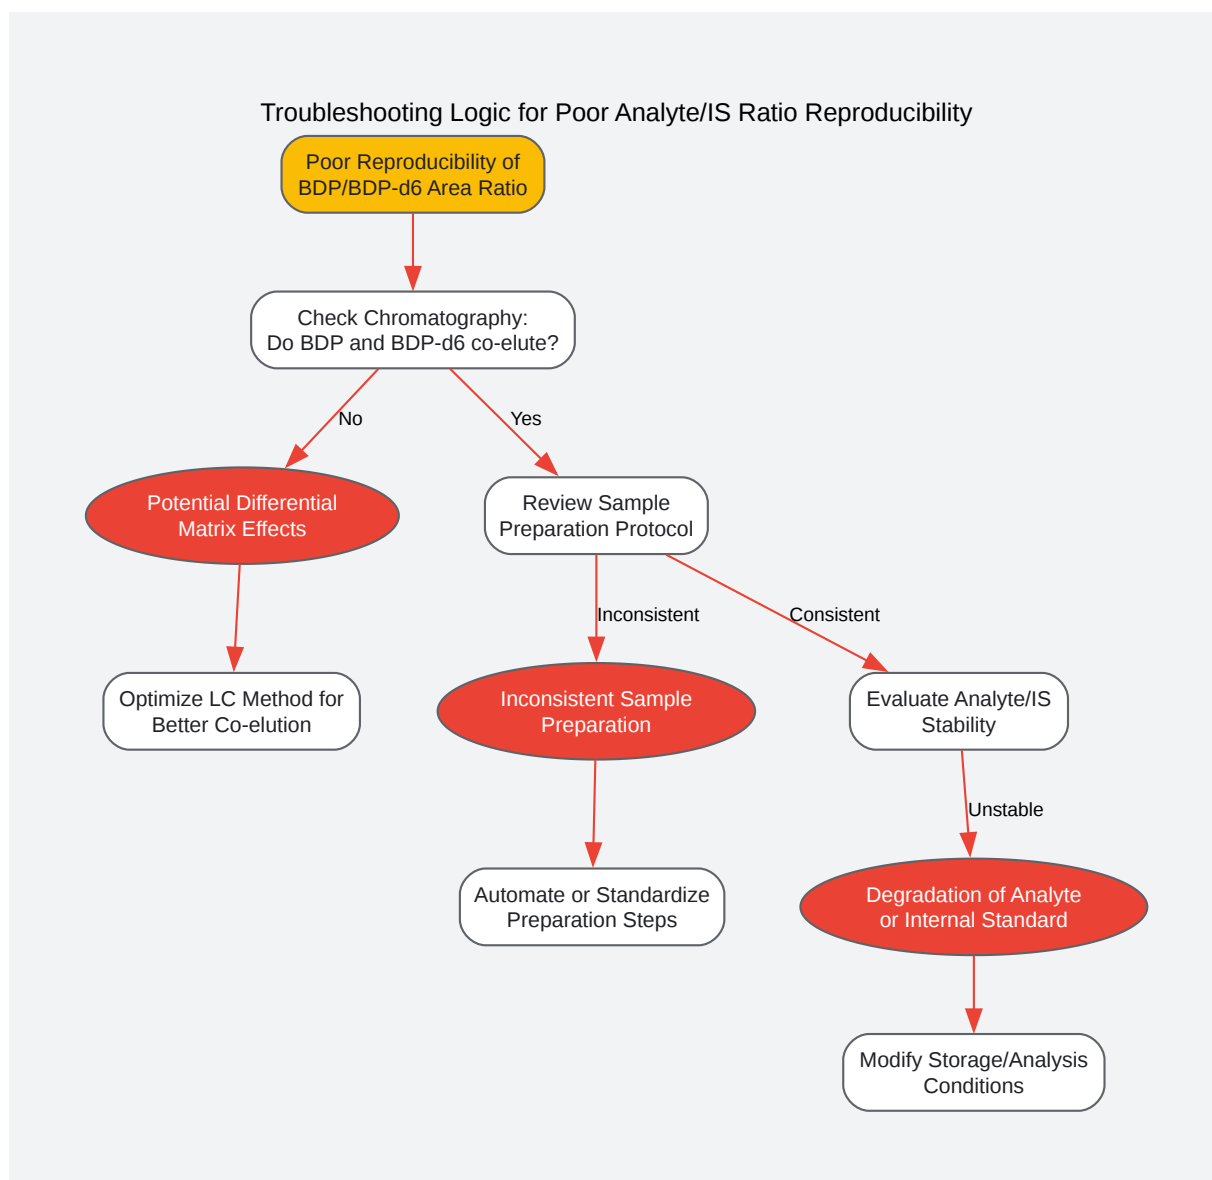 Troubleshooting Logic for Poor Analyte/IS Ratio Reproducibility
Poor Reproducibility of
BDP/BDP-d6 Area Ratio
Check Chromatography:
Do BDP and BDP-d6 co-elute?
No
Yes
Potential Differential
Matrix Effects
Review Sample
Preparation Protocol
Inconsistent
Consistent
Optimize LC Method for
Better Co-elution
Inconsistent Sample
Preparation
Evaluate Analyte/IS
Stability
Unstable
Automate or Standardize
Preparation Steps
Degradation of Analyte
or Internal Standard
Modify Storage/Analysis
Conditions